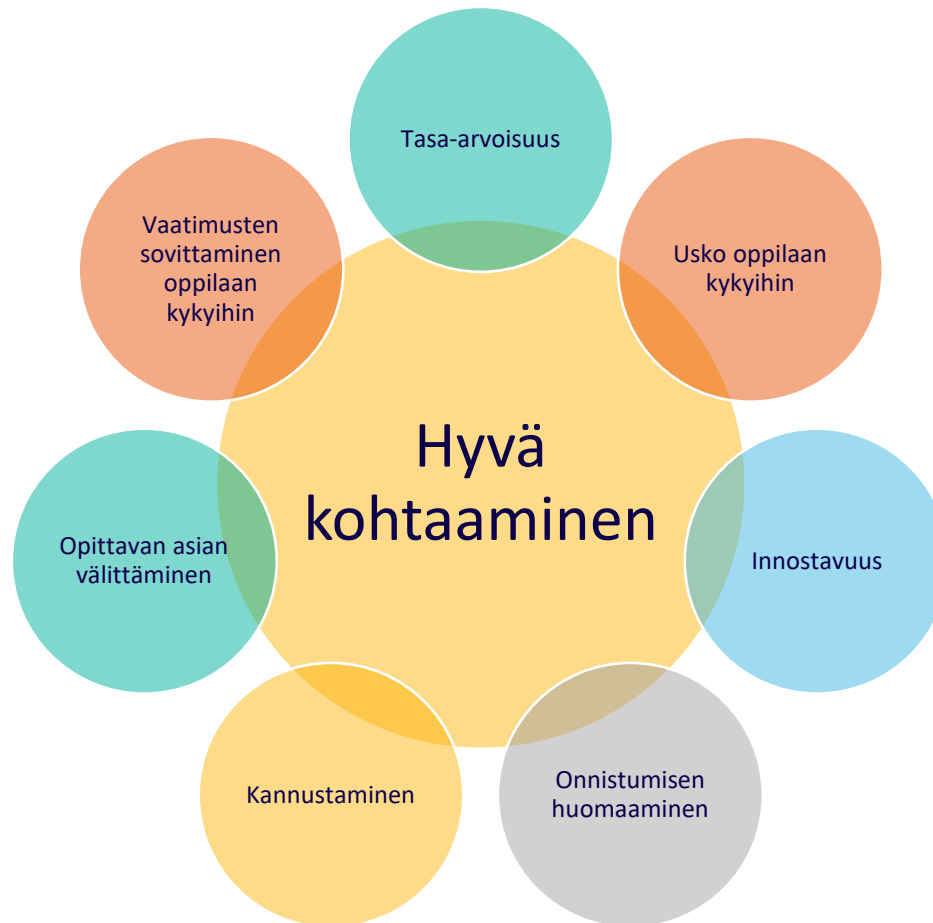 Tasa-arvoisuus
Usko oppilaan
kykyihin
Innostavuus
Onnistumisen
huomaaminen
Kannustaminen
Opittavan asian
välittäminen
Vaatimusten
sovittaminen
oppilaan
kykyihin
Hyvä
kohtaaminen